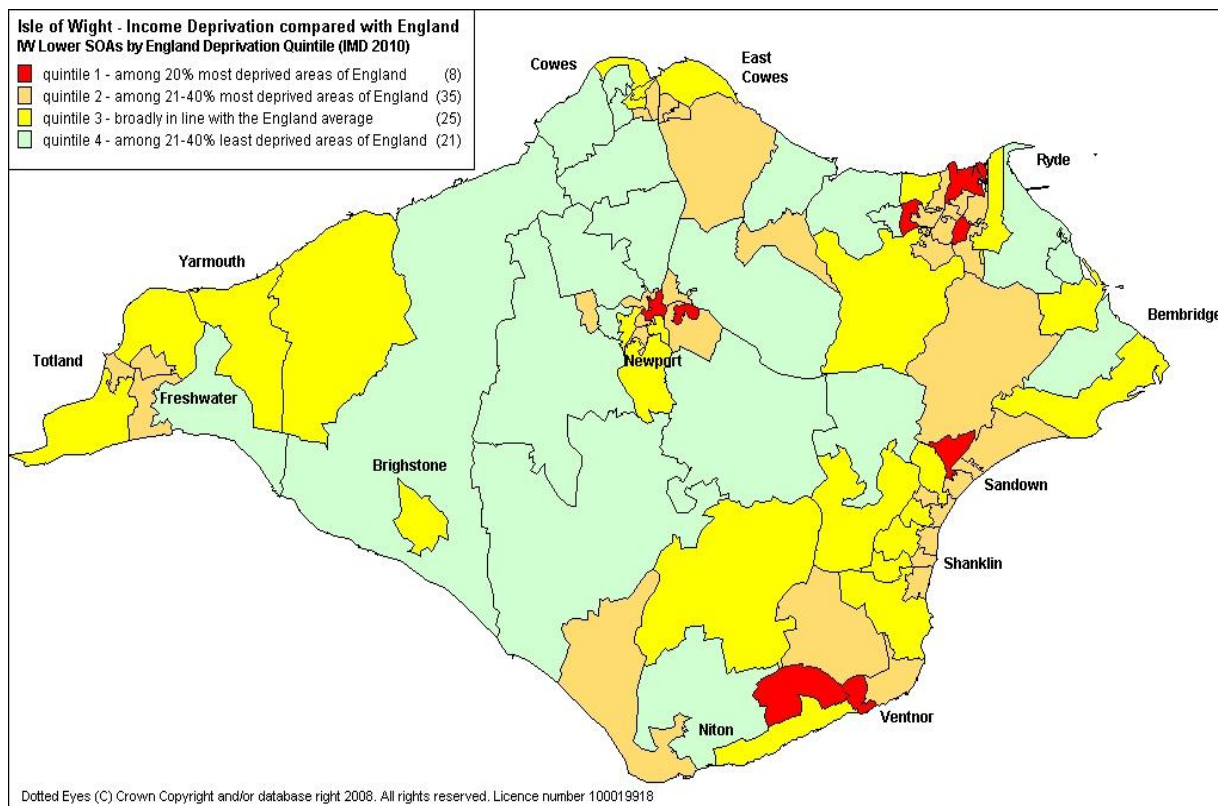 Isle of Wight - Income Deprivation compared with England
IW Lower SOAs by England Deprivation Quintile (IMD 2010)
quintile 1 - among 20% most deprived areas of England (8)
quintile 2 - among 21-40% most deprived areas of England (35)
quintile 3 - broadly in line with the England average (25)
quintile 4 - among 21-40% least deprived areas of England (21)
Cowes
East
Cowes
Ryde
Yarmouth
Bembridge
Totland
Newport
Freshwater
Brighstone
Sandown
Shanklin
Ventnor
Niton
Dotted Eyes (C) Crown Copyright and/or database right 2008. All rights reserved. Licence number 100019918